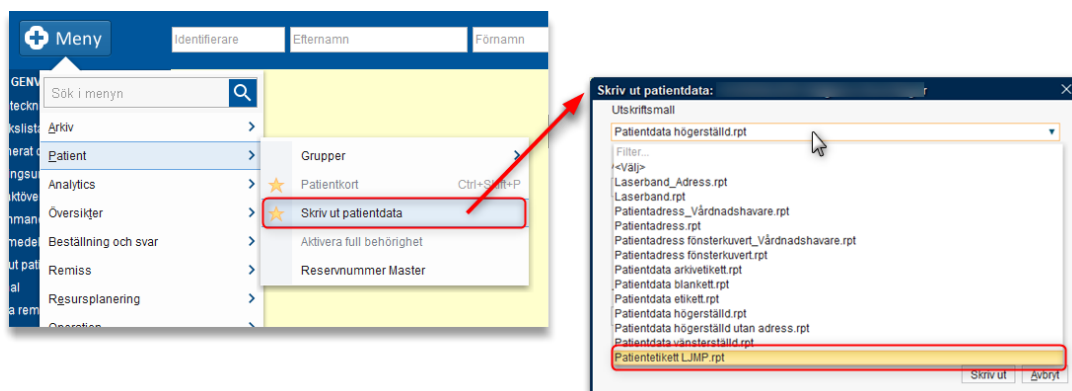 Meny
Identifierare
Efternamn
Förnamn
Sök i menyn
Arkiv
Patient
Analytics
Översikter
Beställning och svar
Remiss
Resursplanering
Operation
Grupper
Patientkort Ctrl+Skift+P
Skriv ut patientdata
Aktivera full behörighet
Reservnummer Master
Skriv ut patientdata:
Utskriftsmall
Patientdata högerställd.rpt
Filter...
<Välj>
Laserband_Adress.rpt
Laserband.rpt
Patientadress_Vårdnadshavare.rpt
Patientadress.rpt
Patientadress fönsterkuvert_Vårdnadshavare.rpt
Patientadress fönsterkuvert.rpt
Patientdata arkivetikett.rpt
Patientdata blankett.rpt
Patientdata etikett.rpt
Patientdata högerställd.rpt
Patientdata högerställd utan adress.rpt
Patientdata vänsterställd.rpt
Patientetikett LJMP.rpt
Skriv ut Avbryt